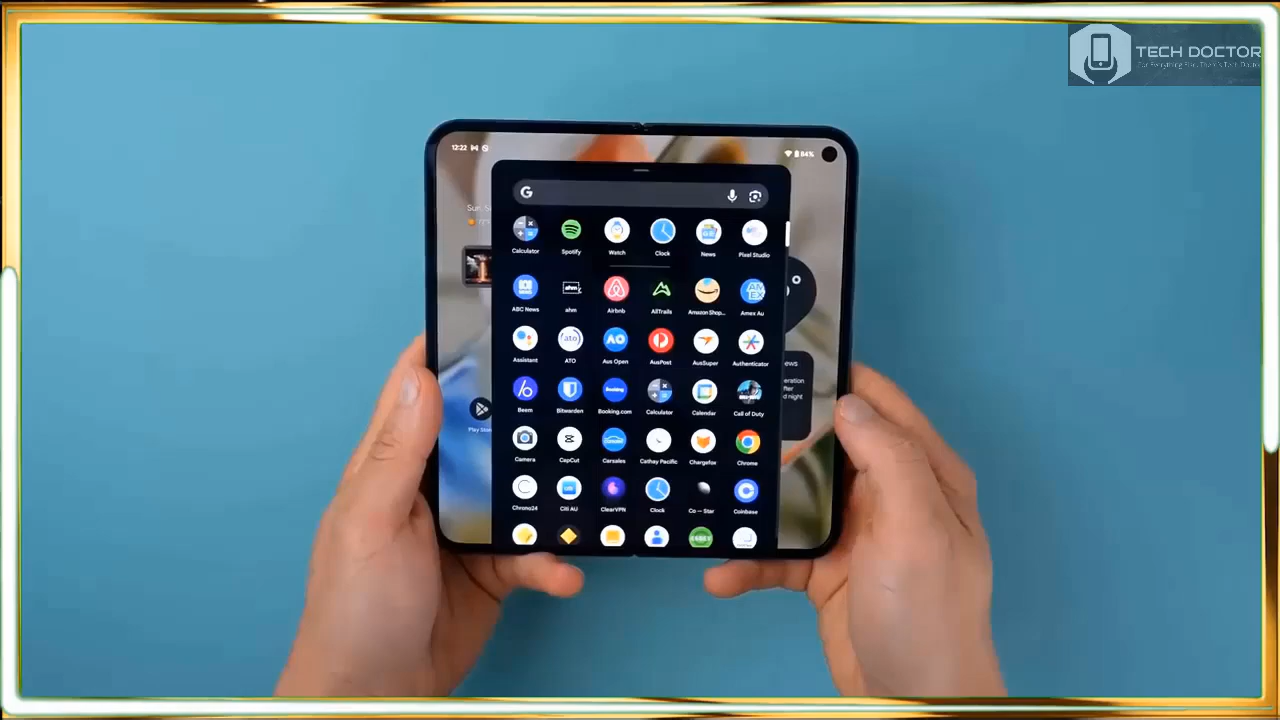 TECH DOCTOR
12:22
84%
Calculator Spotify Watch Clock News Pixel Studio
ABC News ahm Airbnb AllTrails Amazon Shop... Amex Au
Assistant ATO Aus Open AusPost AusSuper Authenticator
Beem Bitwarden Booking.com Calculator Calendar Call of Duty
Play Store
Camera CapCut Carsales Cathay Pacific Chargefox Chrome
Chrono24 Citi AU ClearVPN Clock Co — Star Coinbase